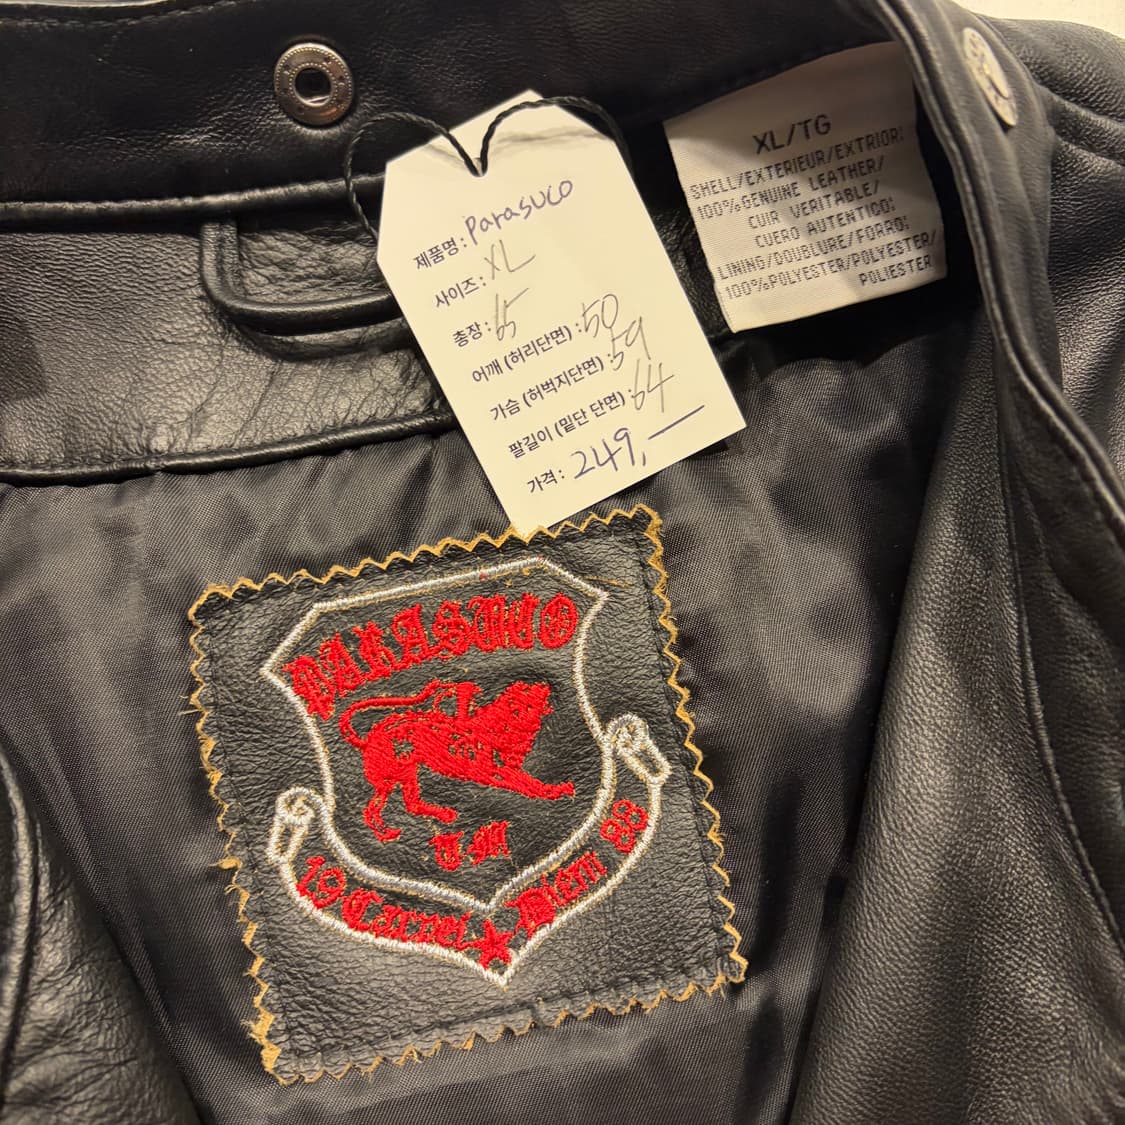 제품명 : Parasuco
사이즈 : XL
총장 : 65
어깨 (허리단면) : 50
가슴 (허벅지단면) : 59
팔길이 (밑단 단면) : 64
가격 : 249,—
XL/TG
SHELL/EXTERIEUR/EXTRIOR:
100%GENUINE LEATHER/
CUIR VERITABLE/
CUERO AUTENTICO:
LINING/DOUBLURE/FORRO:
100%POLYESTER/POLYESTER/
POLIESTER
PARASUCO
T.M
19 Carpei ★ Diem 88